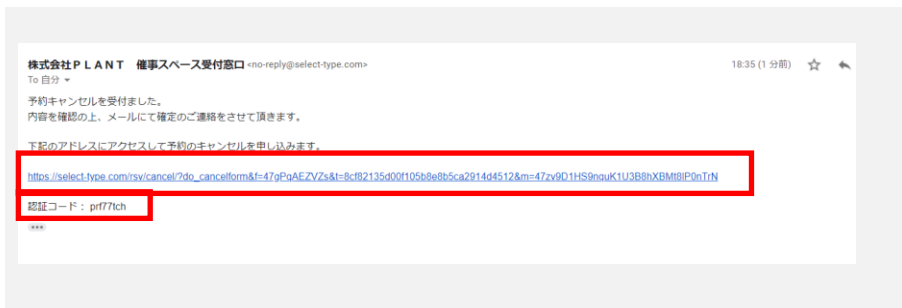 株式会社ＰＬＡＮＴ　催事スペース受付窓口 <no-reply@select-type.com>
18:35 (1 分前)
To 自分
予約キャンセルを受付ました。
内容を確認の上、メールにて確定のご連絡をさせて頂きます。
下記のアドレスにアクセスして予約のキャンセルを申し込みます。
https://select-type.com/rsv/cancel/?do_cancelform&f=47gPqAEZVZs&t=8cf82135d00f105b8e8b5ca2914d4512&m=47zv9D1HS9nquK1U3B8hXBMt8lP0nTrN
認証コード： prf77tch